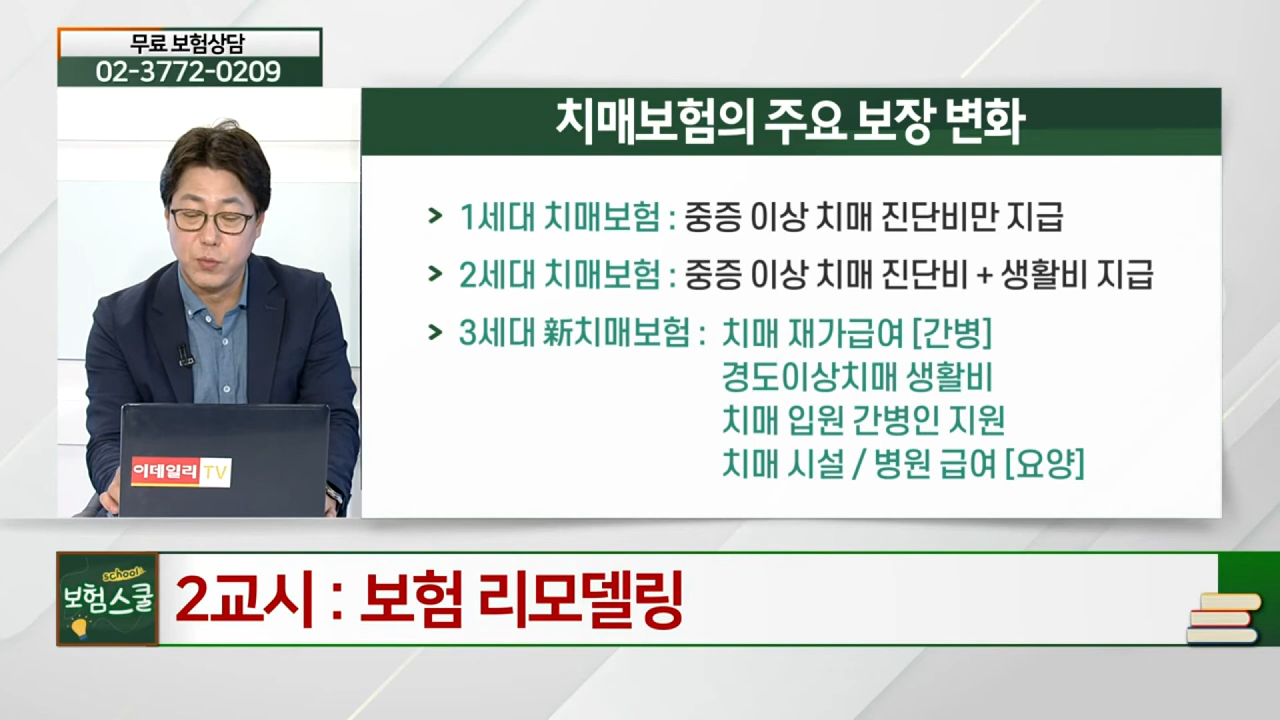 무료 보험상담
02-3772-0209
치매보험의 주요 보장 변화
1세대 치매보험 : 중증 이상 치매 진단비만 지급
2세대 치매보험 : 중증 이상 치매 진단비 + 생활비 지급
3세대 新치매보험 : 치매 재가급여 [간병]
경도이상치매 생활비
치매 입원 간병인 지원
치매 시설 / 병원 급여 [요양]
이데일리 TV
school
보험스쿨
2교시 : 보험 리모델링